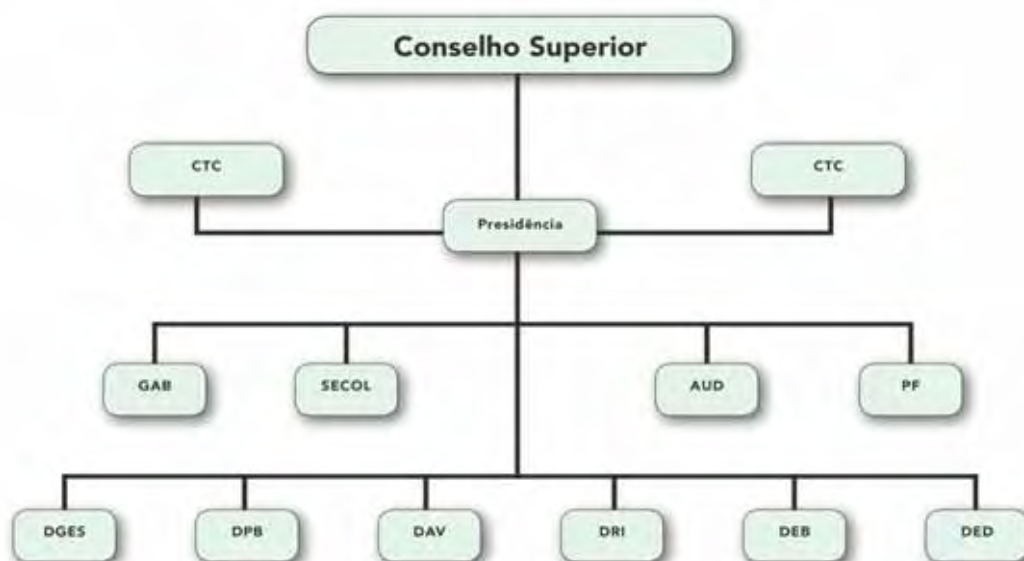 Conselho Superior
CTC
CTC
Presidência
GAB
SECOL
AUD
PF
DGES
DPB
DAV
DRI
DEB
DED